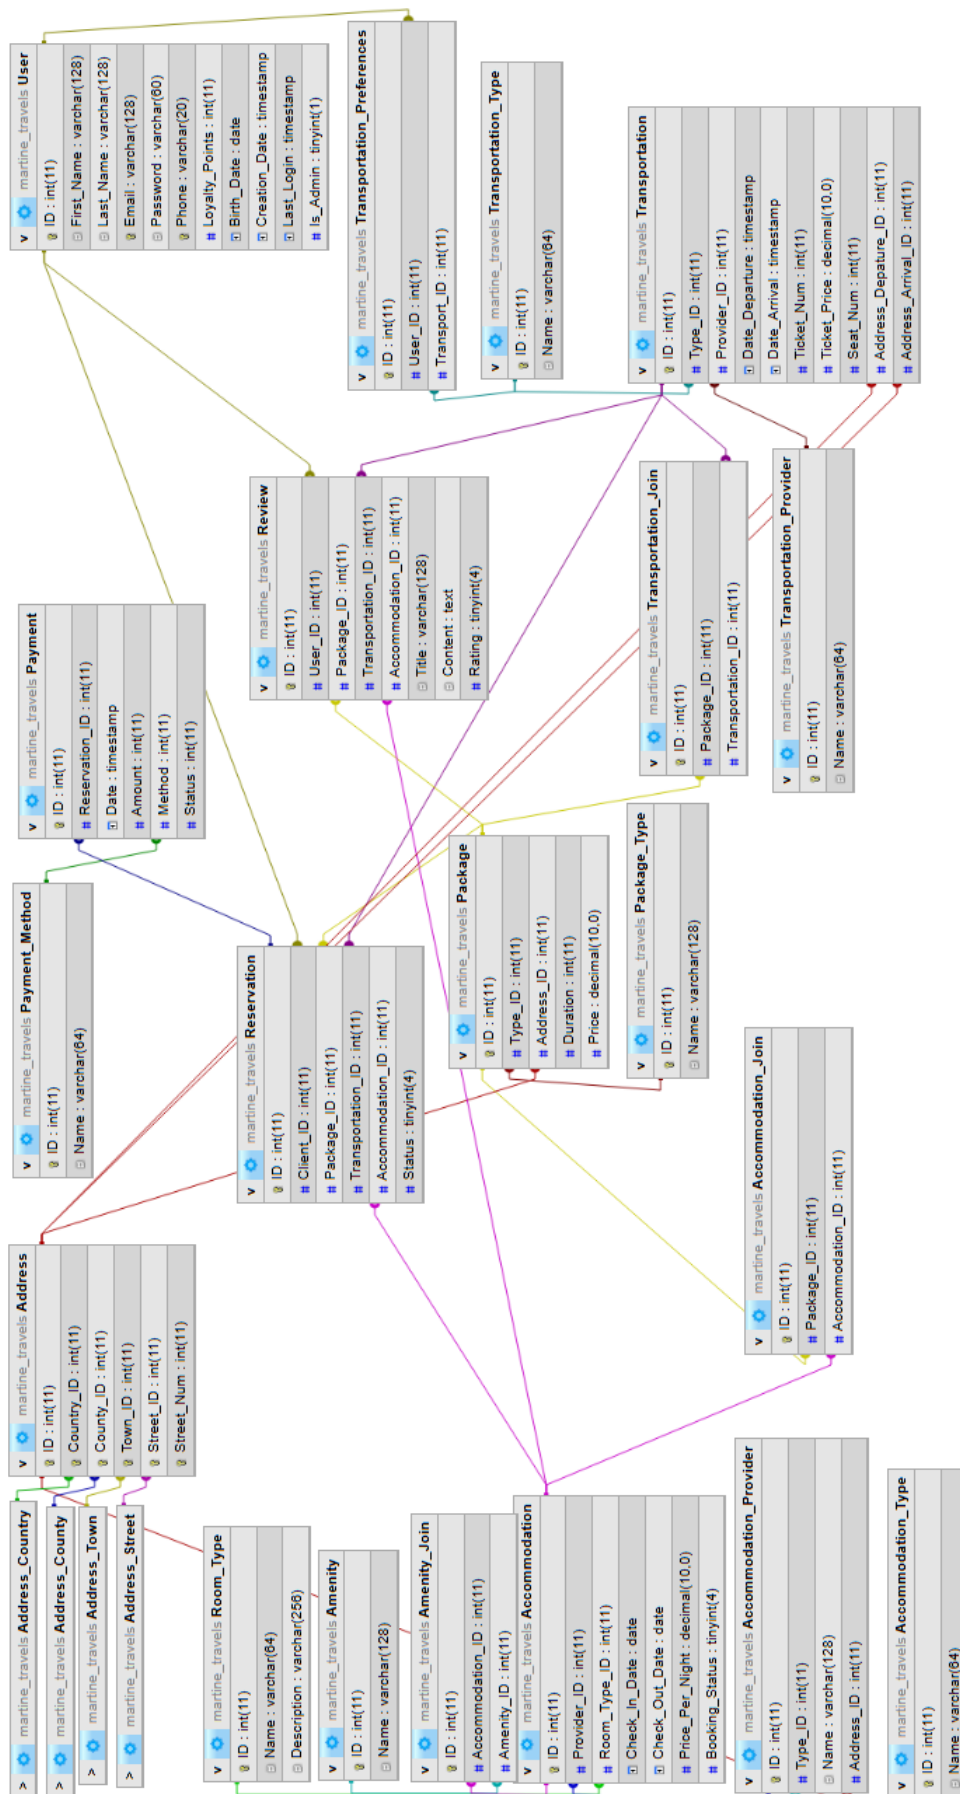 v martine_travels Address_Country
v martine_travels Address_County
v martine_travels Address_Town
v martine_travels Address_Street
v martine_travels Address
ID : int(11)
Country_ID : int(11)
County_ID : int(11)
Town_ID : int(11)
Street_ID : int(11)
Street_Num : int(11)
v martine_travels Payment_Method
ID : int(11)
Name : varchar(64)
v martine_travels Payment
ID : int(11)
# Reservation_ID : int(11)
Date : timestamp
# Amount : int(11)
# Method : int(11)
# Status : int(11)
v martine_travels User
ID : int(11)
First_Name : varchar(128)
Last_Name : varchar(128)
Email : varchar(128)
Password : varchar(60)
Phone : varchar(20)
# Loyalty_Points : int(11)
Birth_Date : date
Creation_Date : timestamp
Last_Login : timestamp
# Is_Admin : tinyint(1)
v martine_travels Room_Type
ID : int(11)
Name : varchar(64)
Description : varchar(256)
v martine_travels Amenity
ID : int(11)
Name : varchar(128)
v martine_travels Amenity_Join
ID : int(11)
# Accommodation_ID : int(11)
# Amenity_ID : int(11)
v martine_travels Accommodation
ID : int(11)
# Provider_ID : int(11)
# Room_Type_ID : int(11)
Check_In_Date : date
Check_Out_Date : date
# Price_Per_Night : decimal(10,0)
# Booking_Status : tinyint(4)
v martine_travels Reservation
ID : int(11)
# Client_ID : int(11)
# Package_ID : int(11)
# Transportation_ID : int(11)
# Accommodation_ID : int(11)
# Status : tinyint(4)
v martine_travels Review
ID : int(11)
# User_ID : int(11)
# Package_ID : int(11)
# Transportation_ID : int(11)
# Accommodation_ID : int(11)
Title : varchar(128)
Content : text
# Rating : tinyint(4)
v martine_travels Transportation_Preferences
ID : int(11)
# User_ID : int(11)
# Transport_ID : int(11)
v martine_travels Transportation_Type
ID : int(11)
Name : varchar(64)
v martine_travels Package
ID : int(11)
# Type_ID : int(11)
# Address_ID : int(11)
# Duration : int(11)
# Price : decimal(10,0)
v martine_travels Package_Type
ID : int(11)
Name : varchar(128)
v martine_travels Transportation_Join
ID : int(11)
# Package_ID : int(11)
# Transportation_ID : int(11)
v martine_travels Transportation
ID : int(11)
# Type_ID : int(11)
# Provider_ID : int(11)
Date_Departure : timestamp
Date_Arrival : timestamp
# Ticket_Num : int(11)
# Ticket_Price : decimal(10,0)
# Seat_Num : int(11)
# Address_Depature_ID : int(11)
# Address_Arrival_ID : int(11)
v martine_travels Accommodation_Join
ID : int(11)
# Package_ID : int(11)
# Accommodation_ID : int(11)
v martine_travels Transportation_Provider
ID : int(11)
Name : varchar(64)
v martine_travels Accommodation_Provider
ID : int(11)
# Type_ID : int(11)
Name : varchar(128)
# Address_ID : int(11)
v martine_travels Accommodation_Type
ID : int(11)
Name : varchar(64)